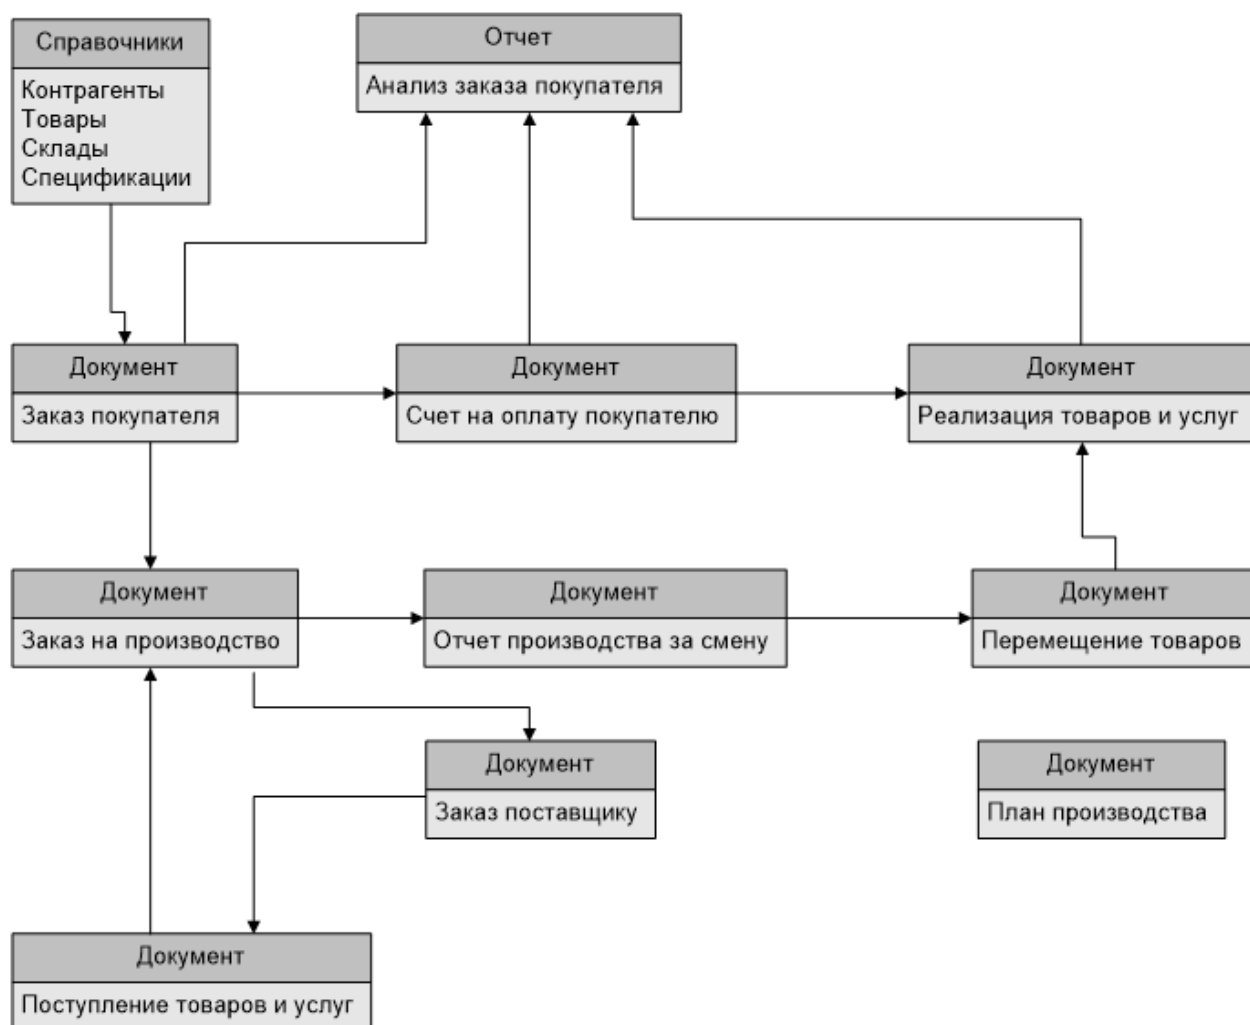 Справочники
Контрагенты
Товары
Склады
Спецификации
Отчет
Анализ заказа покупателя
Документ
Заказ покупателя
Документ
Счет на оплату покупателю
Документ
Реализация товаров и услуг
Документ
Заказ на производство
Документ
Отчет производства за смену
Документ
Перемещение товаров
Документ
Заказ поставщику
Документ
План производства
Документ
Поступление товаров и услуг